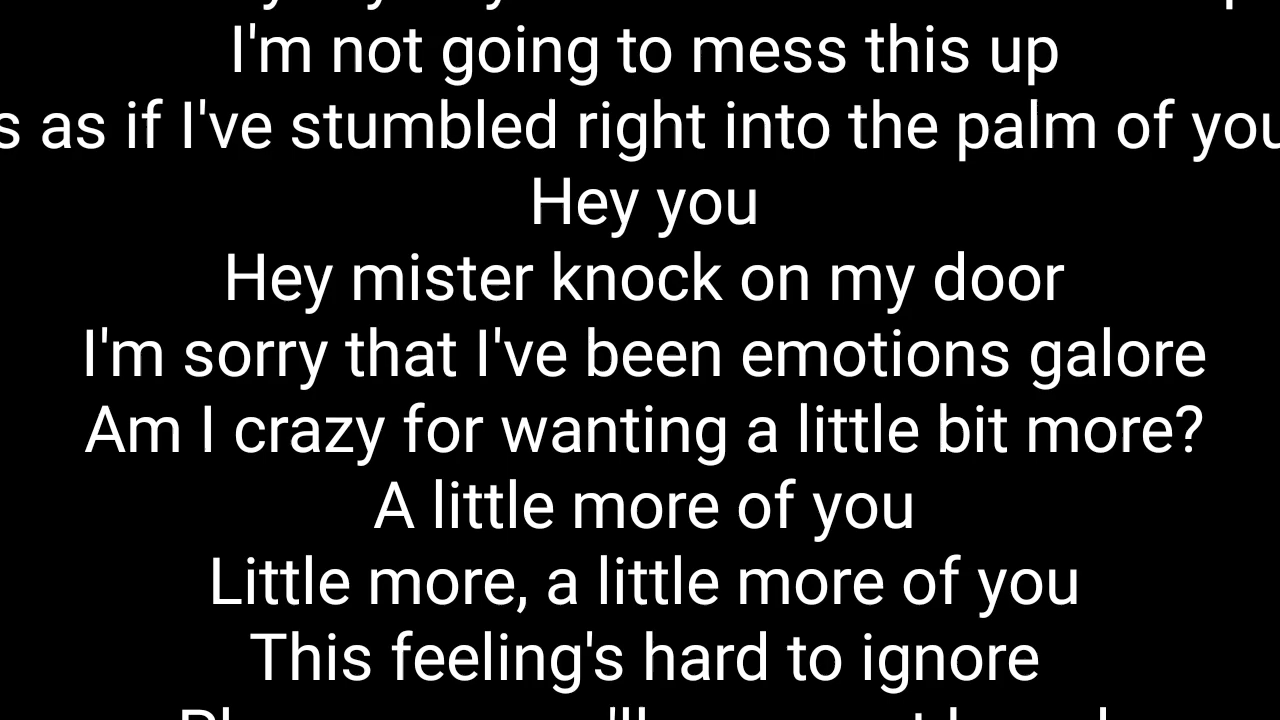 I'm not going to mess this up
as if I've stumbled right into the palm of
Hey you
Hey mister knock on my door
I'm sorry that I've been emotions galore
Am I crazy for wanting a little bit more?
A little more of you
Little more, a little more of you
This feeling's hard to ignore